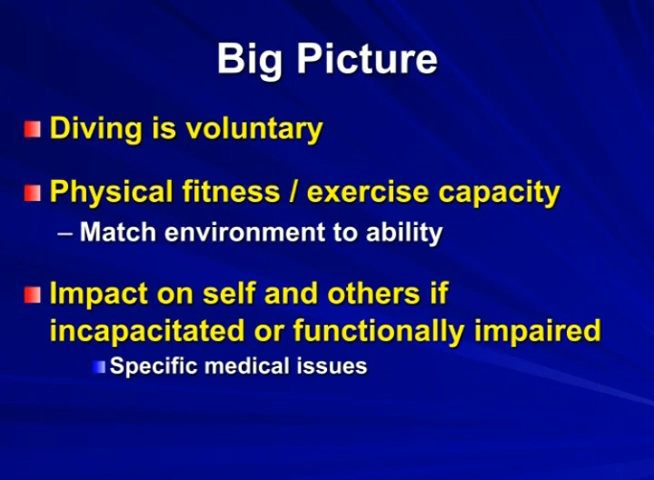 Big Picture
Diving is voluntary
Physical fitness / exercise capacity
– Match environment to ability
Impact on self and others if
incapacitated or functionally impaired
Specific medical issues